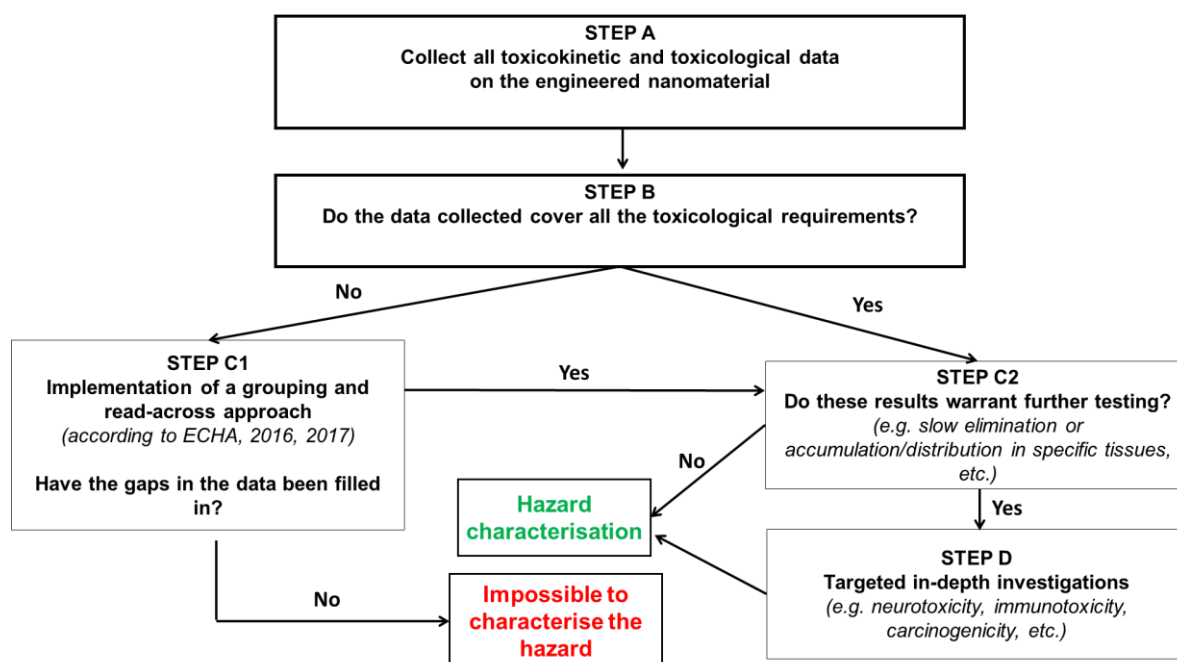 STEP A
Collect all toxicokinetic and toxicological data
on the engineered nanomaterial
STEP B
Do the data collected cover all the toxicological requirements?
No
Yes
STEP C1
Implementation of a grouping and
read-across approach
(according to ECHA, 2016, 2017)
Have the gaps in the data been filled
in?
Yes
STEP C2
Do these results warrant further testing?
(e.g. slow elimination or
accumulation/distribution in specific tissues,
etc.)
No
Yes
Hazard
characterisation
STEP D
Targeted in-depth investigations
(e.g. neurotoxicity, immunotoxicity,
carcinogenicity, etc.)
No
Impossible to
characterise the
hazard